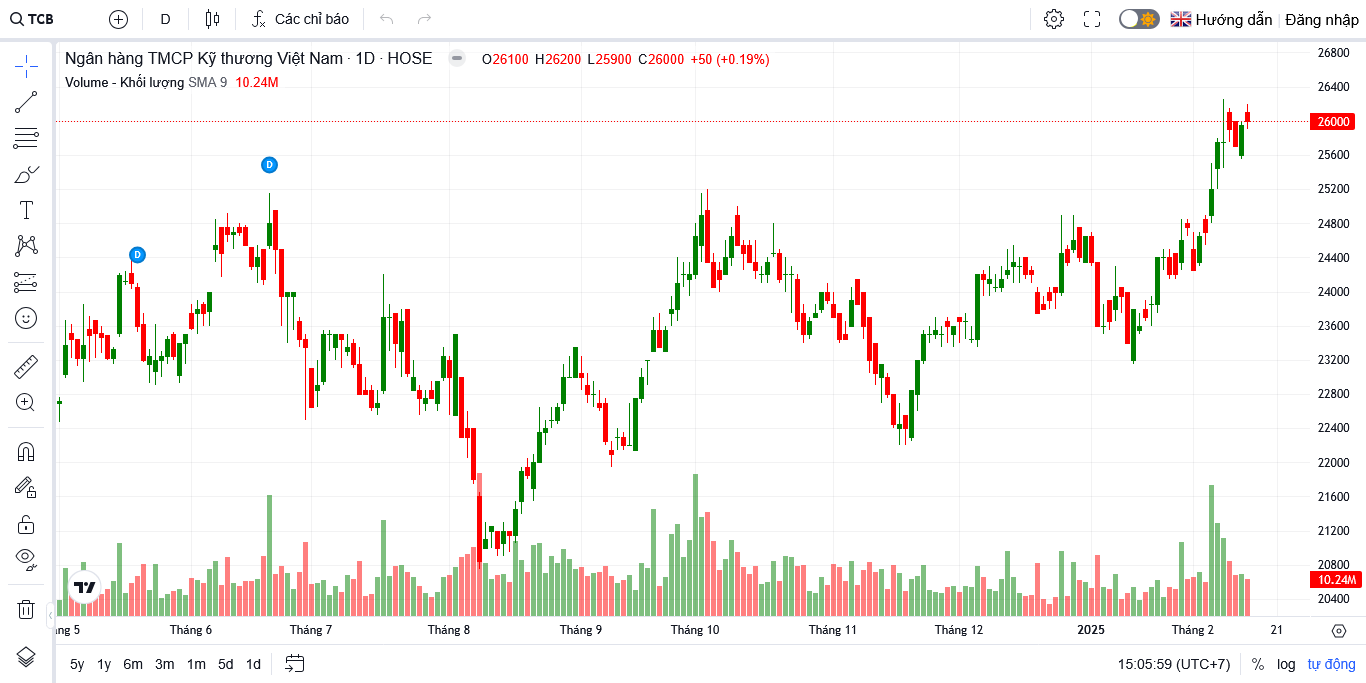 TCB D Các chỉ báo Hướng dẫn Đăng nhập
Ngân hàng TMCP Kỹ thương Việt Nam · 1D · HOSE O26100 H26200 L25900 C26000 +50 (+0.19%)
Volume - Khối lượng SMA 9 10.24M
D
D
26800
26400
26000
25600
25200
24800
24400
24000
23600
23200
22800
22400
22000
21600
21200
20800
10.24M
20400
ng 5 Tháng 6 Tháng 7 Tháng 8 Tháng 9 Tháng 10 Tháng 11 Tháng 12 2025 Tháng 2 21
5y 1y 6m 3m 1m 5d 1d 15:05:59 (UTC+7) % log tự động